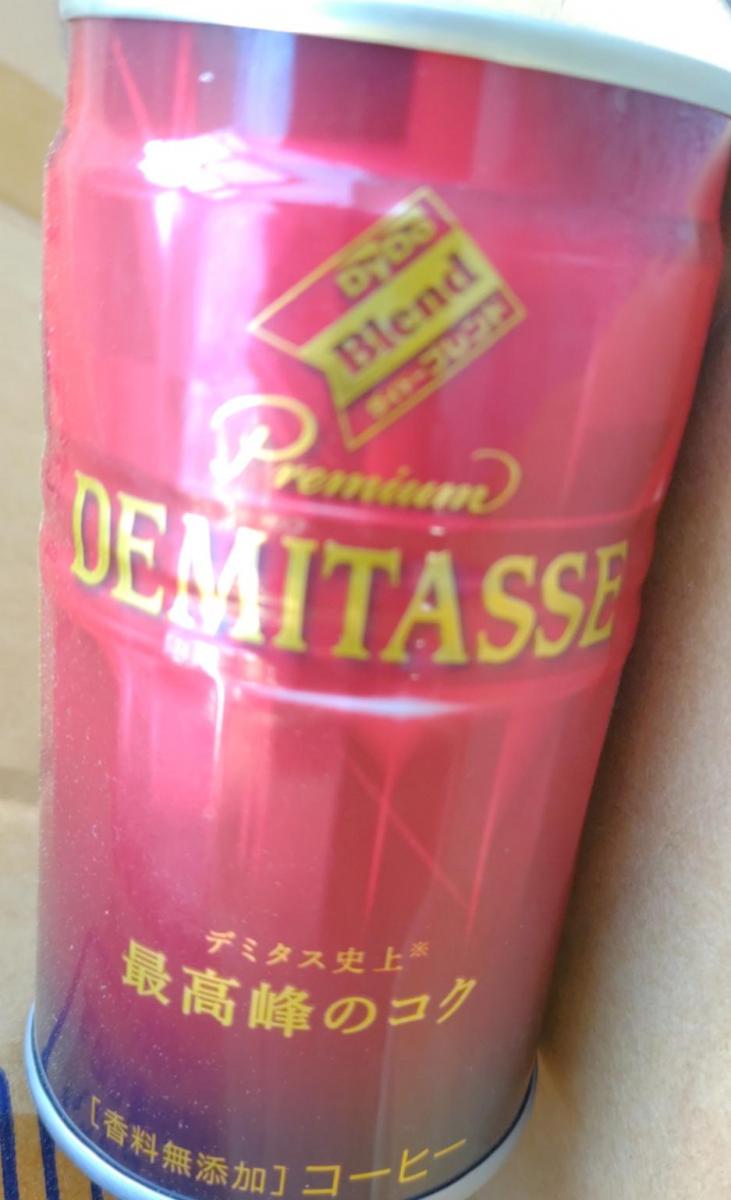 DyDo
Blend
ダイドーブレンド
Premium
DEMITASSE
デミタス史上※
最高峰のコク
[香料無添加] コーヒー